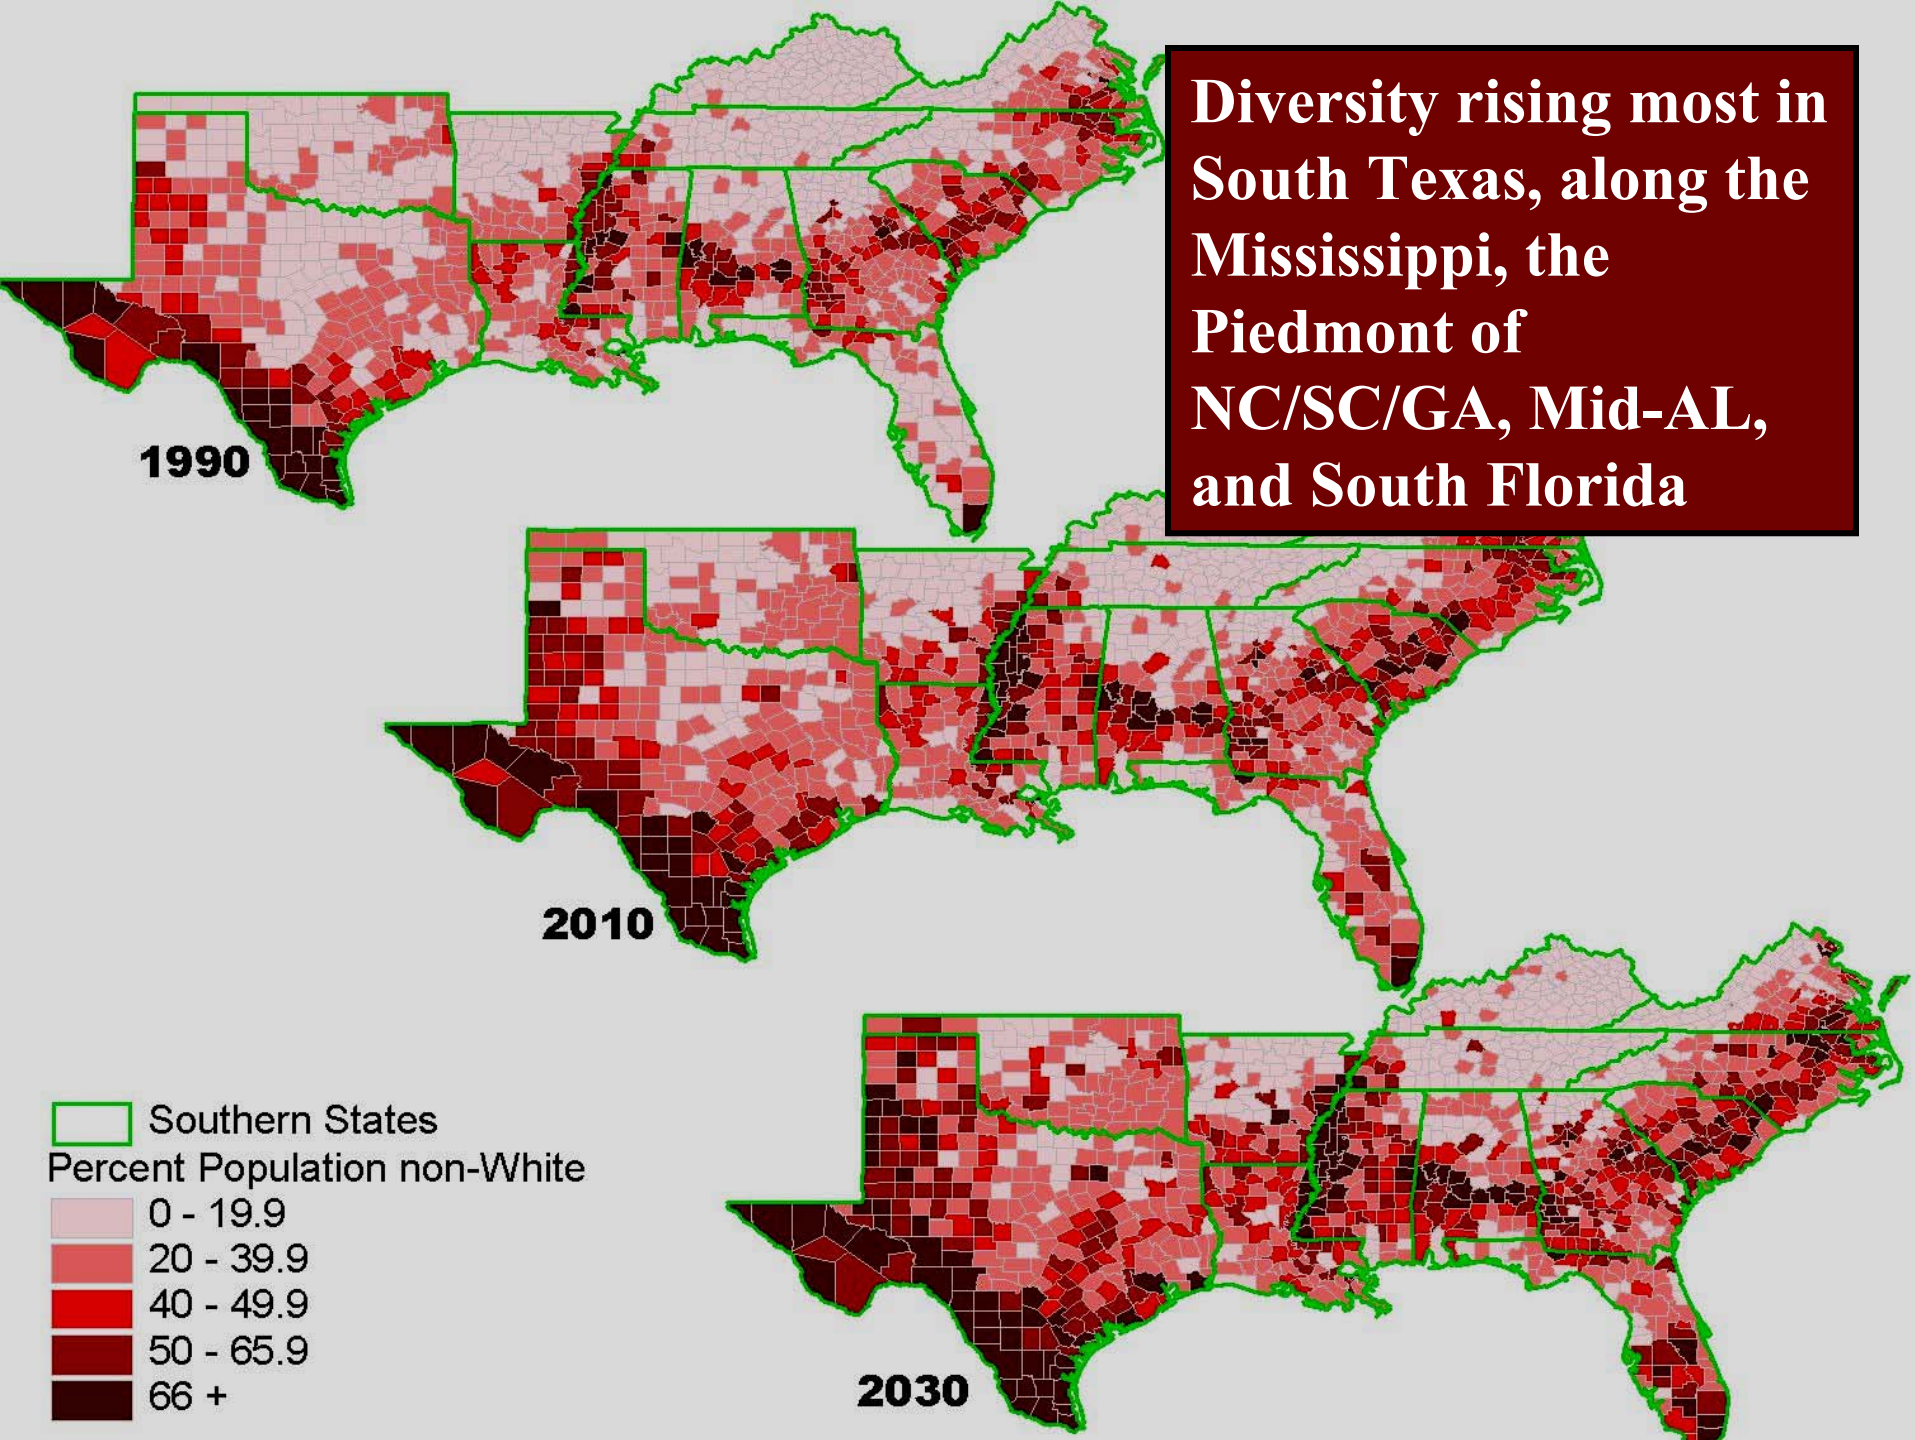 Diversity rising most in
South Texas, along the
Mississippi, the
Piedmont of
NC/SC/GA, Mid-AL,
and South Florida
1990
2010
2030
Southern States
Percent Population non-White
0 - 19.9
20 - 39.9
40 - 49.9
50 - 65.9
66 +